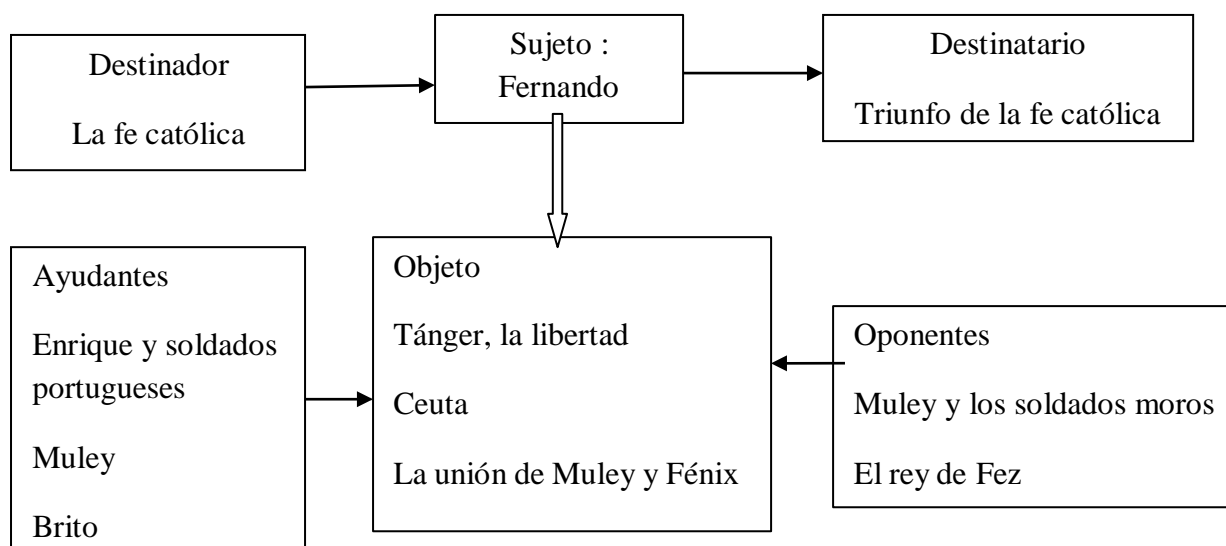 Destinador
La fe católica
Sujeto :
Fernando
Destinatario
Triunfo de la fe católica
Ayudantes
Enrique y soldados
portugueses
Muley
Brito
Objeto
Tánger, la libertad
Ceuta
La unión de Muley y Fénix
Oponentes
Muley y los soldados moros
El rey de Fez